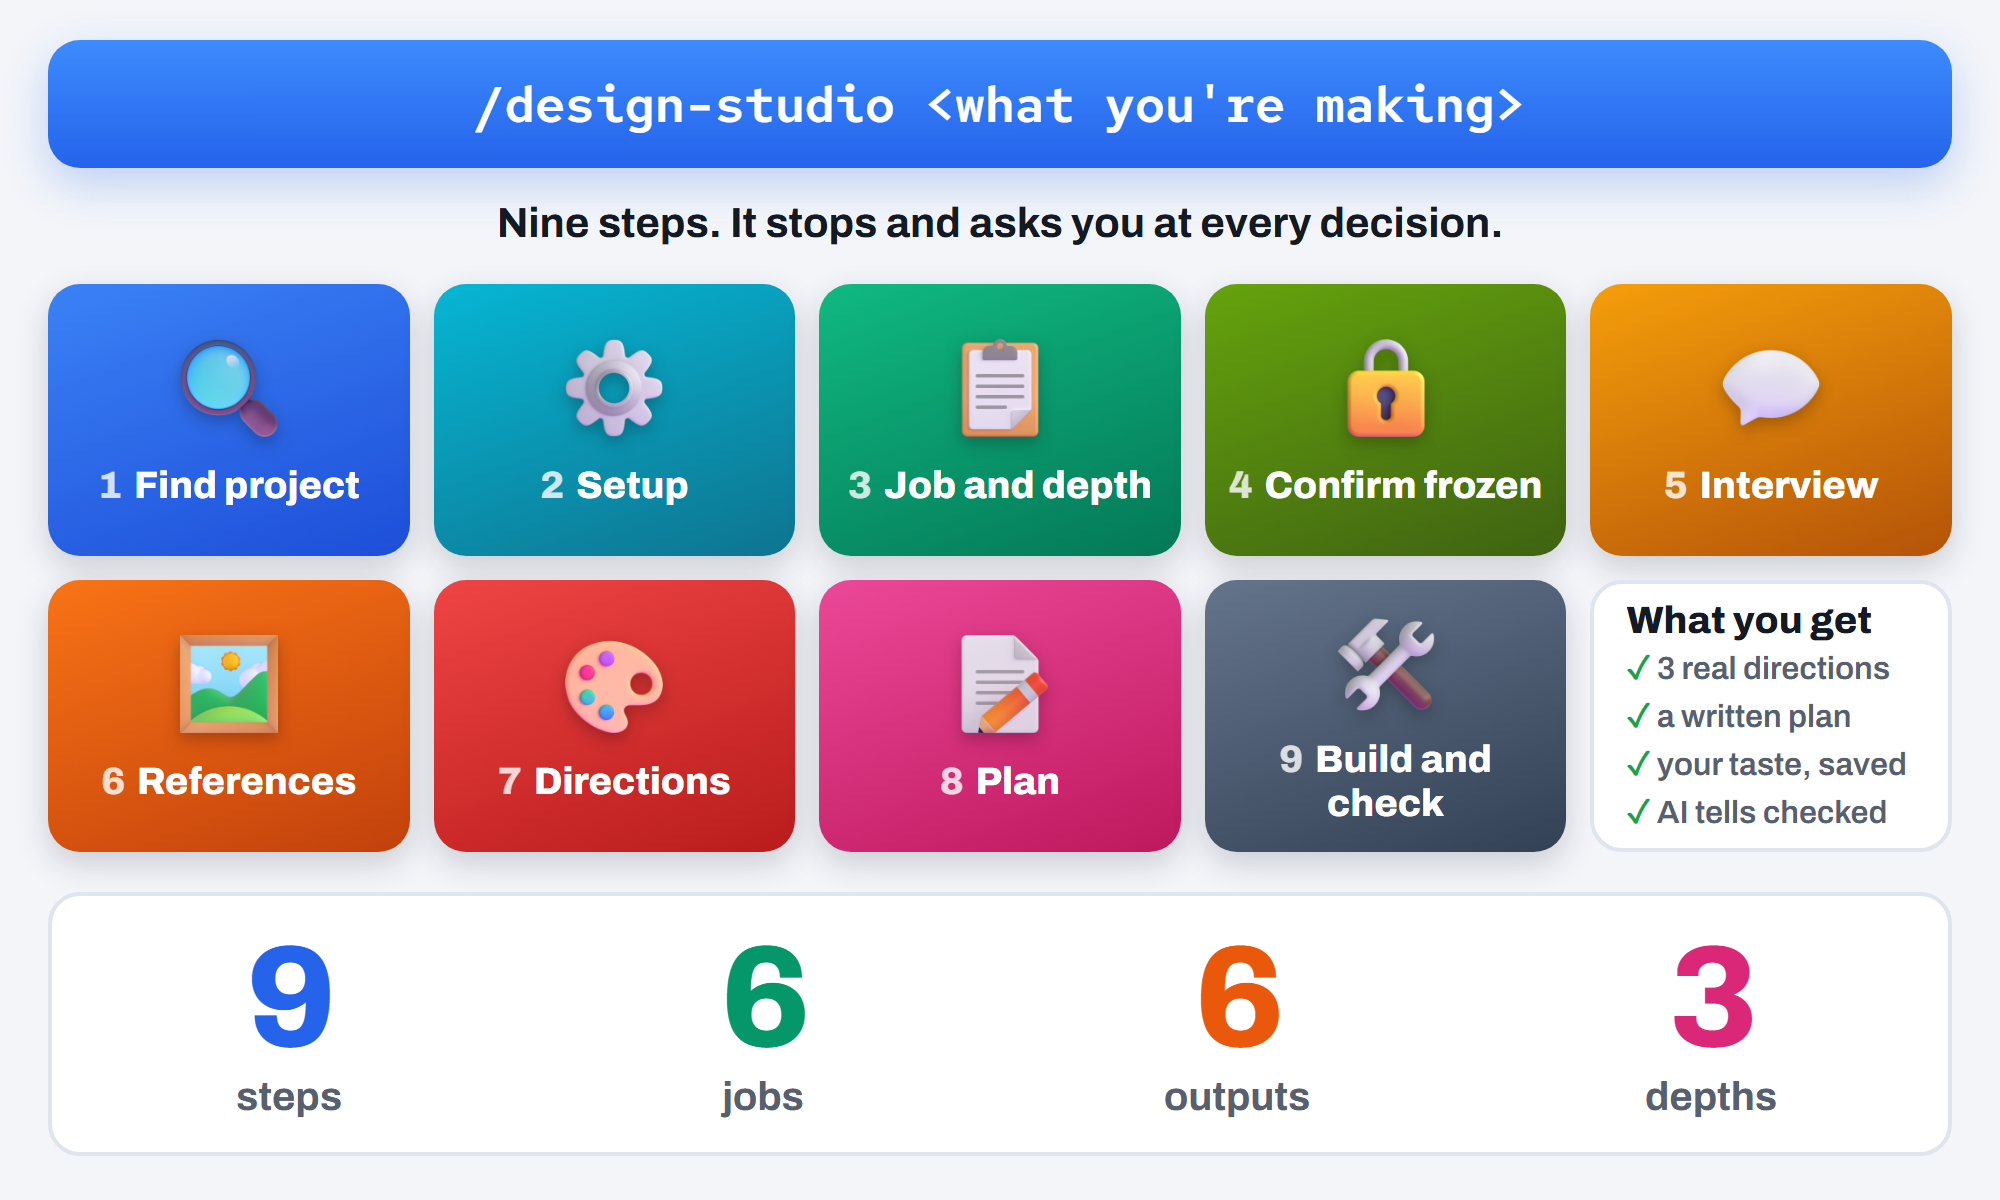 /design-studio <what you're making>
Nine steps. It stops and asks you at every decision.
1 Find project
2 Setup
3 Job and depth
4 Confirm frozen
5 Interview
6 References
7 Directions
8 Plan
9 Build and
check
What you get
✓ 3 real directions
✓ a written plan
✓ your taste, saved
✓ AI tells checked
9
steps
6
jobs
6
outputs
3
depths